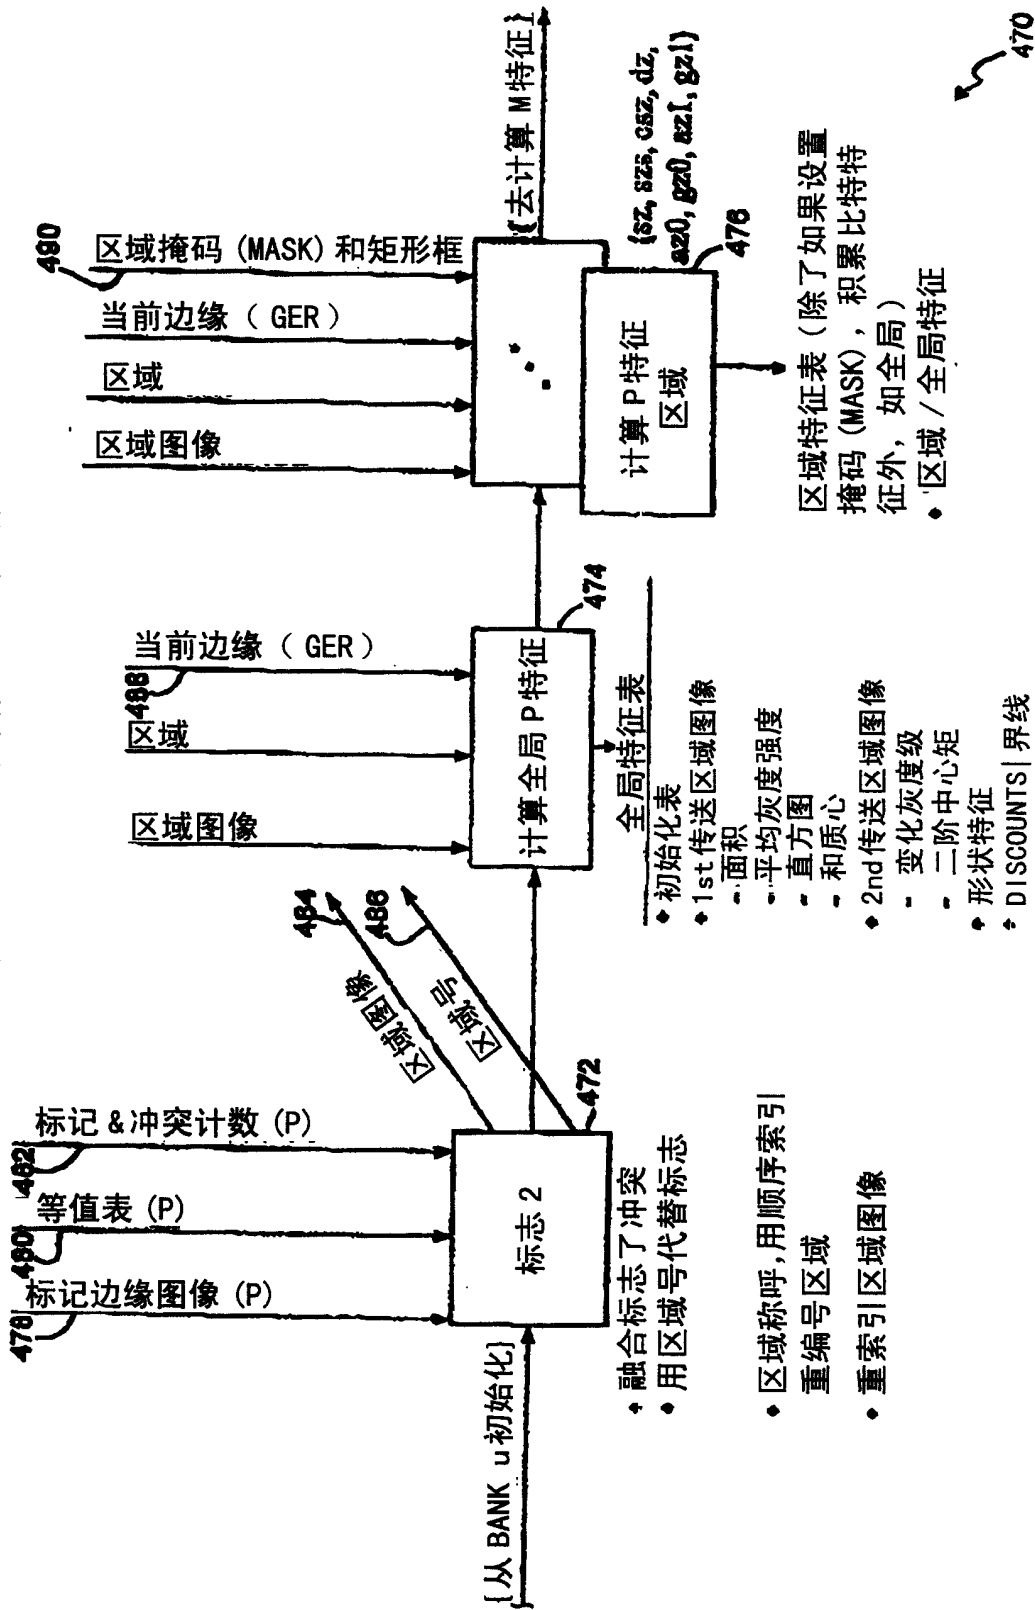 {从 BANK u 初始化}
标记边缘图像 (P)
478
等值表 (P)
480
标记 & 冲突计数 (P)
482
标志 2
472
区域图像
484
区域号
486
融合标志了冲突
用区域号代替标志
区域称呼,用顺序索引
重编号区域
重索引区域图像
区域图像
区域
488
当前边缘 ( GER )
计算全局 P 特征
474
全局特征表
初始化表
1st 传送区域图像
- 面积
- 平均灰度强度
- 直方图
- 和质心
2nd 传送区域图像
- 变化灰度级
- 二阶中心矩
形状特征
DISCOUNTS| 界线
区域图像
区域
当前边缘 ( GER )
区域掩码 (MASK) 和矩形框
490
{去计算 M 特征}
计算 P 特征
区域
476
{sz, szs, csz, dz,
az0, gz0, az1, gz1)
区域特征表 (除了如果设置
掩码 (MASK) , 积累比特特
征外, 如全局)
区域 / 全局特征
470